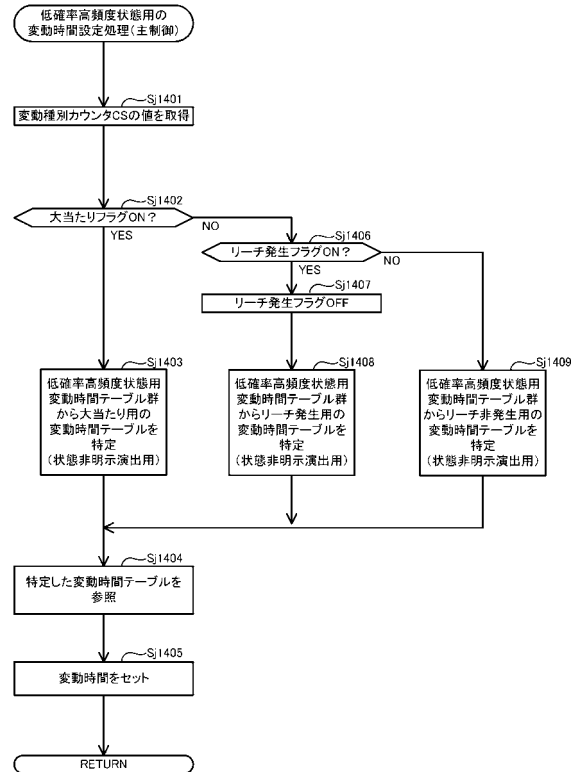 低確率高頻度状態用の
変動時間設定処理(主制御)
Sj1401
変動種別カウンタCSの値を取得
Sj1402
大当たりフラグON?
NO
YES
Sj1406
リーチ発生フラグON?
NO
YES
Sj1407
リーチ発生フラグOFF
Sj1403
低確率高頻度状態用
変動時間テーブル群
から大当たり用の
変動時間テーブルを
特定
(状態非明示演出用)
Sj1408
低確率高頻度状態用
変動時間テーブル群
からリーチ発生用の
変動時間テーブルを
特定
(状態非明示演出用)
Sj1409
低確率高頻度状態用
変動時間テーブル群
からリーチ非発生用の
変動時間テーブルを
特定
(状態非明示演出用)
Sj1404
特定した変動時間テーブルを
参照
Sj1405
変動時間をセット
RETURN